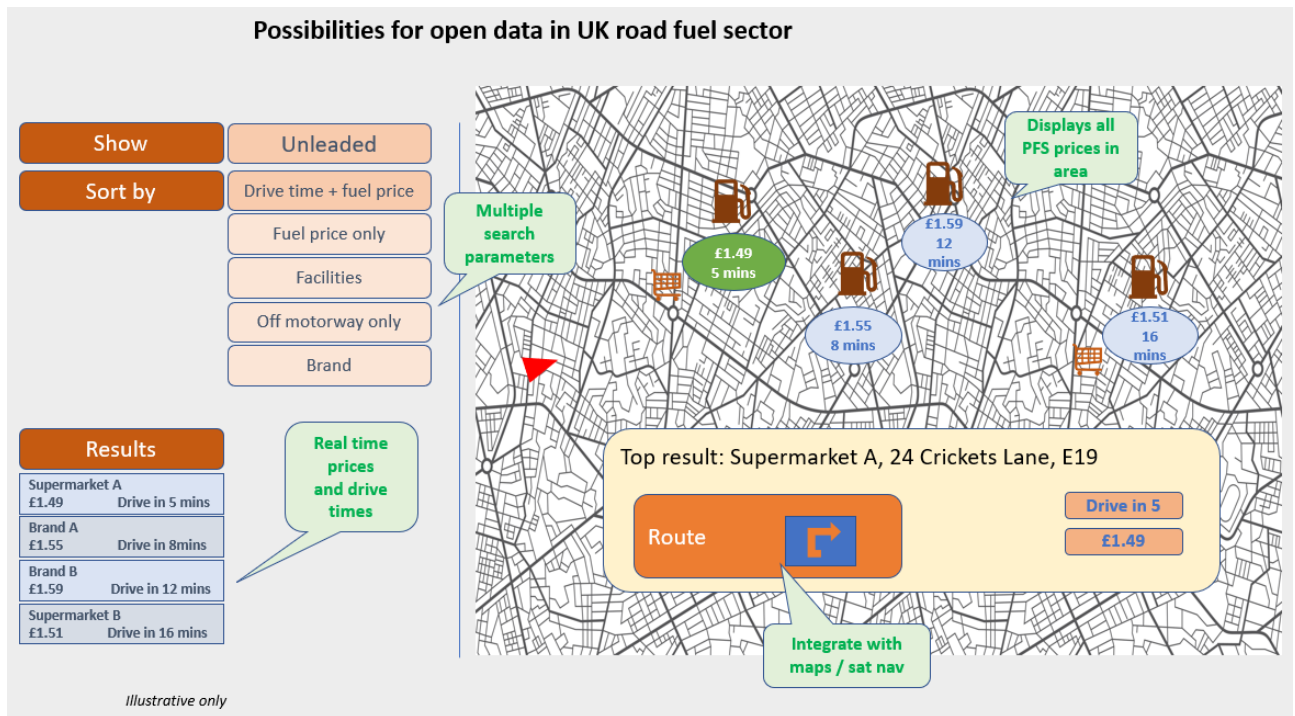 Possibilities for open data in UK road fuel sector
Show
Unleaded
Sort by
Drive time + fuel price
Fuel price only
Facilities
Off motorway only
Brand
Multiple
search
parameters
Results
Supermarket A
£1.49 Drive in 5 mins
Brand A
£1.55 Drive in 8mins
Brand B
£1.59 Drive in 12 mins
Supermarket B
£1.51 Drive in 16 mins
Real time
prices
and drive
times
Displays all
PFS prices in
area
£1.49
5 mins
£1.55
8 mins
£1.59
12
mins
£1.51
16
mins
Top result: Supermarket A, 24 Crickets Lane, E19
Route
Drive in 5
£1.49
Integrate with
maps / sat nav
Illustrative only